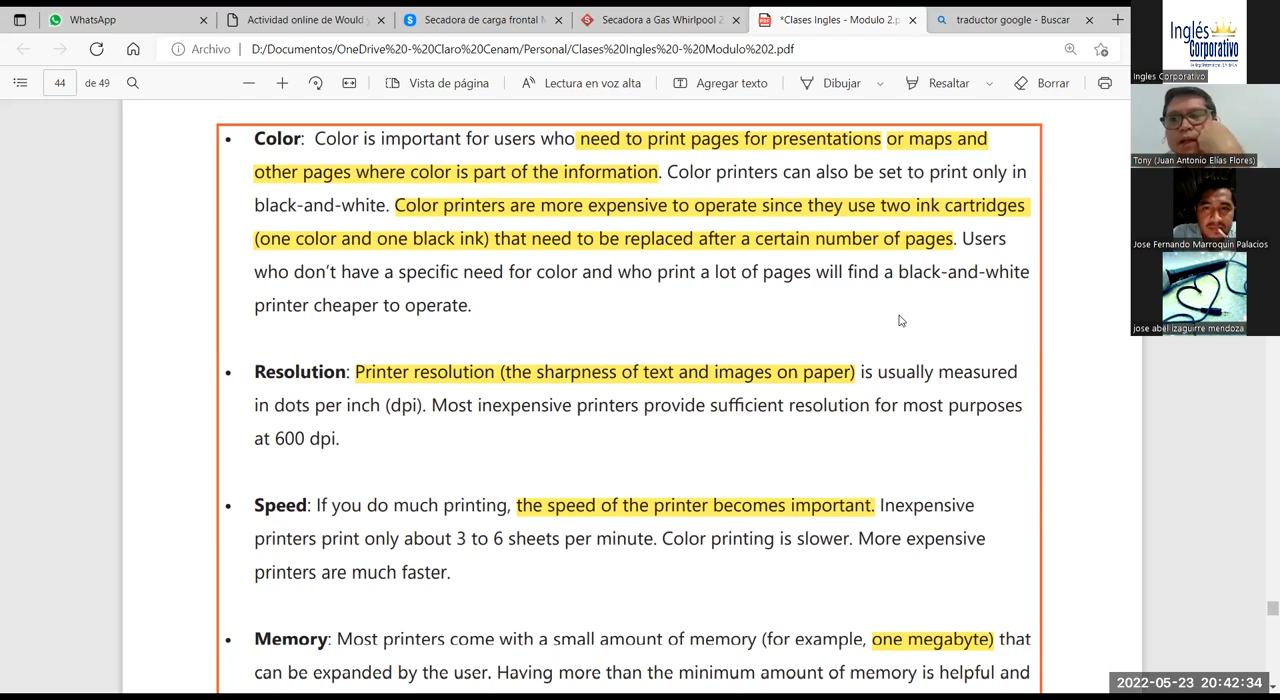 WhatsApp
Actividad online de Would y
Secadora de carga frontal M
Secadora a Gas Whirlpool 2
*Clases Ingles - Modulo 2.p
traductor google - Buscar
Archivo
D:/Documentos/OneDrive%20-%20Claro%20Cenam/Personal/Clases%20Ingles%20-%20Modulo%202.pdf
44 de 49
Vista de página
Lectura en voz alta
Agregar texto
Dibujar
Resaltar
Borrar
• Color: Color is important for users who need to print pages for presentations or maps and
other pages where color is part of the information. Color printers can also be set to print only in
black-and-white. Color printers are more expensive to operate since they use two ink cartridges
(one color and one black ink) that need to be replaced after a certain number of pages. Users
who don't have a specific need for color and who print a lot of pages will find a black-and-white
printer cheaper to operate.
• Resolution: Printer resolution (the sharpness of text and images on paper) is usually measured
in dots per inch (dpi). Most inexpensive printers provide sufficient resolution for most purposes
at 600 dpi.
• Speed: If you do much printing, the speed of the printer becomes important. Inexpensive
printers print only about 3 to 6 sheets per minute. Color printing is slower. More expensive
printers are much faster.
• Memory: Most printers come with a small amount of memory (for example, one megabyte) that
can be expanded by the user. Having more than the minimum amount of memory is helpful and
Inglés
Corporativo
Ingles Corporativo
Tony (Juan Antonio Elías Flores)
Jose Fernando Marroquin Palacios
jose abel izaguirre mendoza
2022-05-23 20:42:34